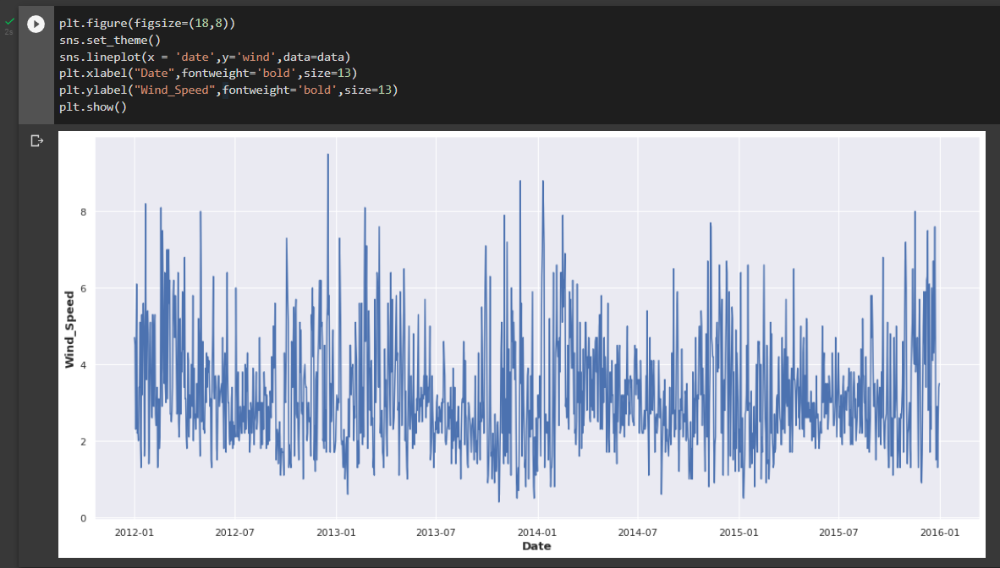 2s
plt.figure(figsize=(18,8))
sns.set_theme()
sns.lineplot(x = 'date',y='wind',data=data)
plt.xlabel("Date",fontweight='bold',size=13)
plt.ylabel("Wind_Speed",fontweight='bold',size=13)
plt.show()
8
6
4
2
0
Wind_Speed
2012-01 2012-07 2013-01 2013-07 2014-01 2014-07 2015-01 2015-07 2016-01
Date